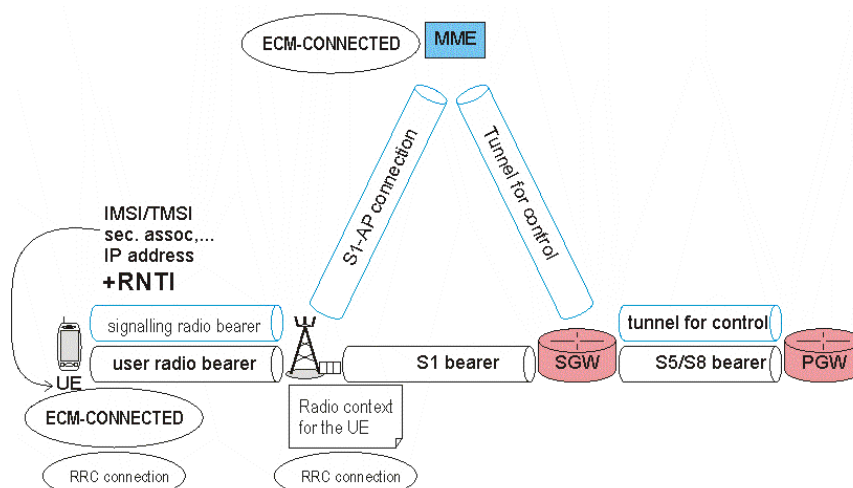 ECM-CONNECTED
MME
S1-AP connection
Tunnel for control
IMSI/TMSI
sec. assoc,...
IP address
+RNTI
signalling radio bearer
tunnel for control
user radio bearer
S1 bearer
SGW
S5/S8 bearer
PGW
UE
ECM-CONNECTED
Radio context
for the UE
RRC connection
RRC connection